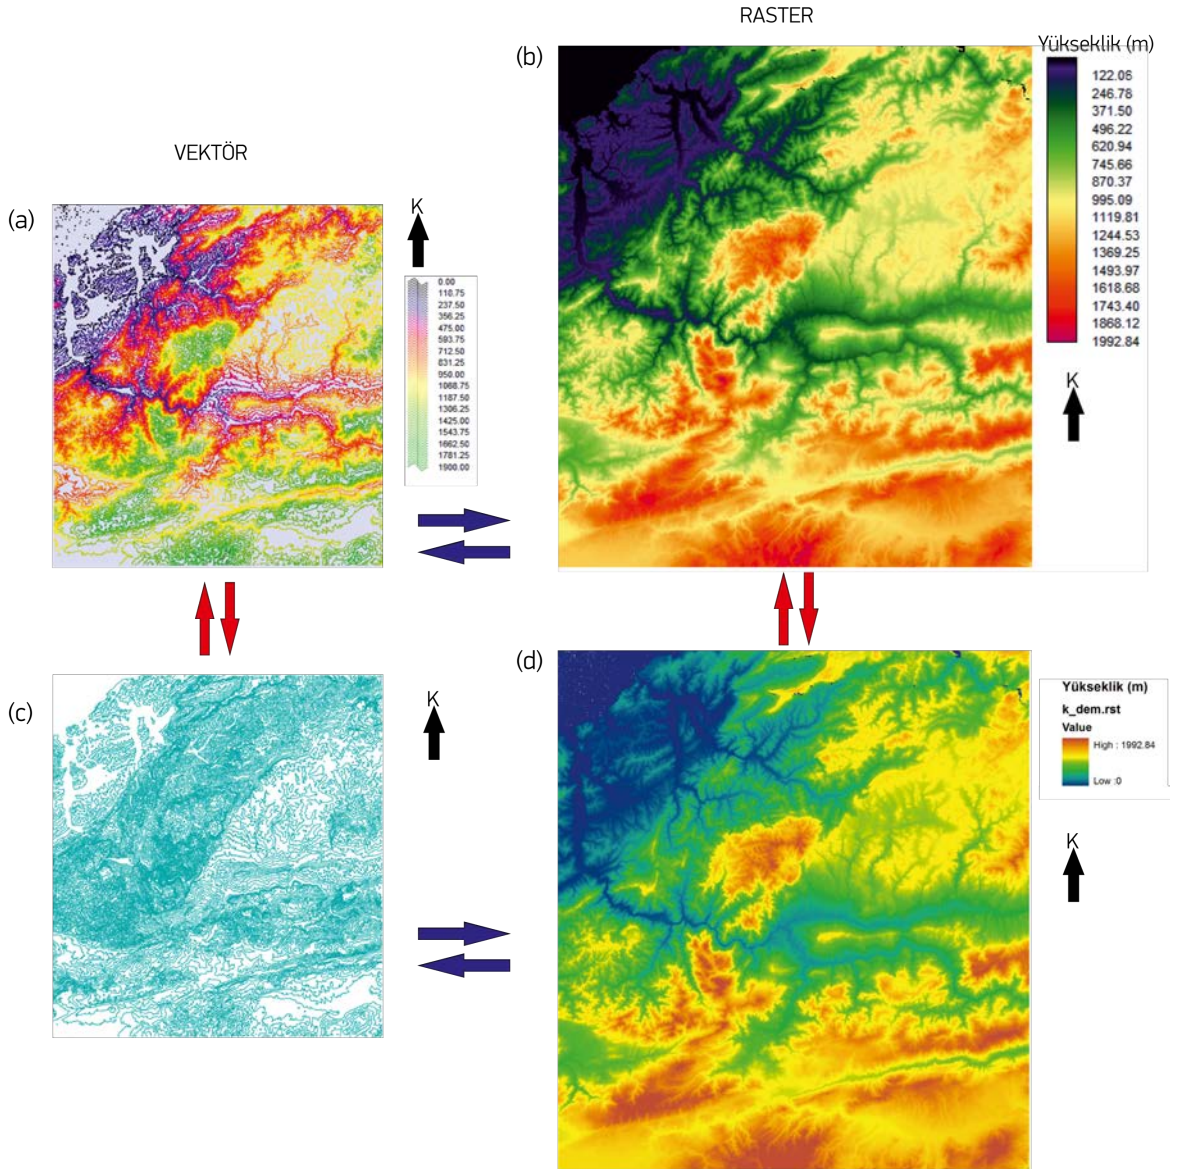 RASTER
(b)
Yükseklik (m)
122.05
246.78
371.50
496.22
620.94
745.66
870.37
995.09
1119.81
1244.53
1369.25
1493.97
1618.68
1743.40
1868.12
1992.84
K
VEKTÖR
(a)
K
0.00
118.75
237.50
356.25
475.00
593.75
712.50
831.25
950.00
1068.75
1187.50
1306.25
1425.00
1543.75
1662.50
1781.25
1900.00
(c)
K
(d)
Yükseklik (m)
k_dem.rst
Value
High : 1992.84
Low :0
K